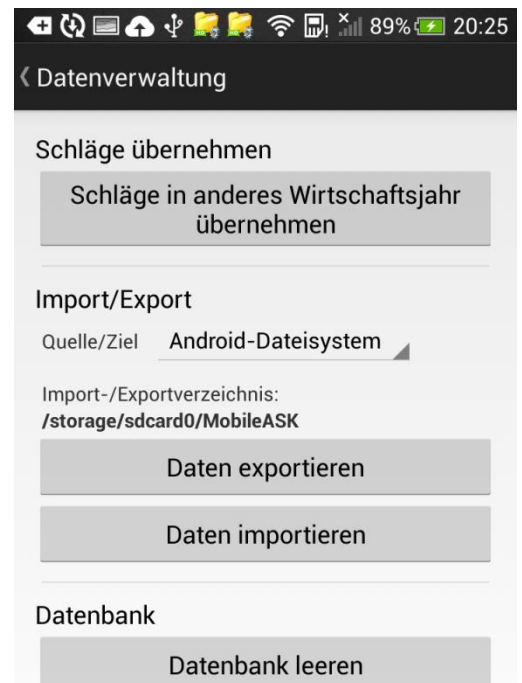 89% 20:25
Datenverwaltung
Schläge übernehmen
Schläge in anderes Wirtschaftsjahr
übernehmen
Import/Export
Quelle/Ziel Android-Dateisystem
Import-/Exportverzeichnis:
/storage/sdcard0/MobileASK
Daten exportieren
Daten importieren
Datenbank
Datenbank leeren